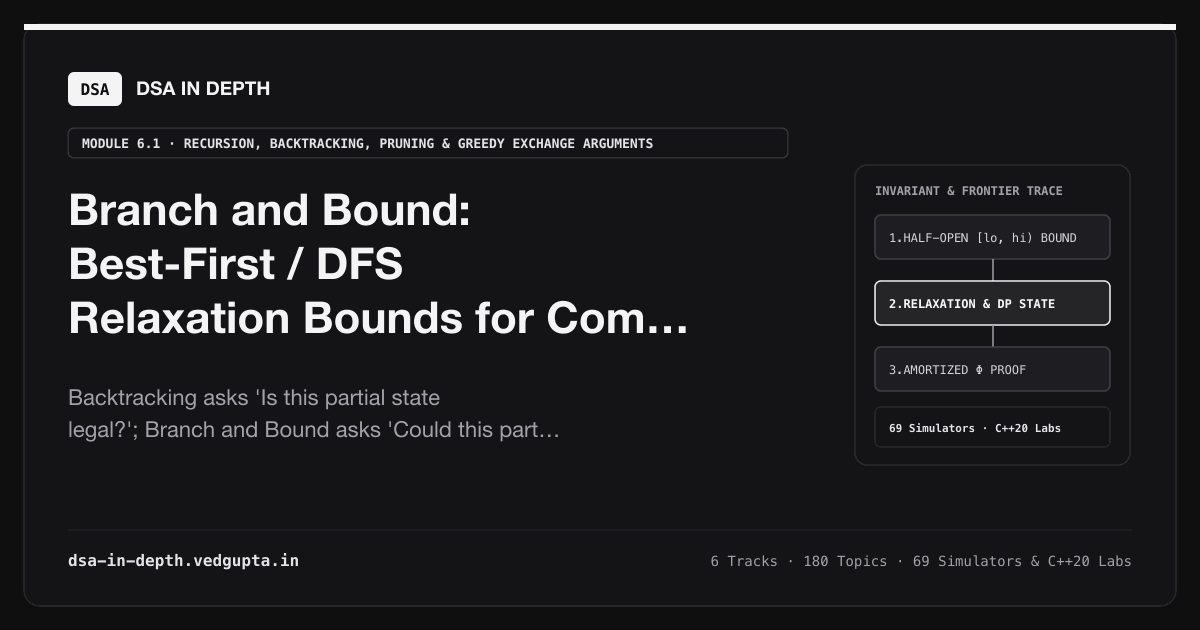 DSA DSA IN DEPTH
MODULE 6.1 · RECURSION, BACKTRACKING, PRUNING & GREEDY EXCHANGE ARGUMENTS
Branch and Bound:
Best-First / DFS
Relaxation Bounds for Com…
Backtracking asks 'Is this partial state
legal?'; Branch and Bound asks 'Could this part…
INVARIANT & FRONTIER TRACE
1.HALF-OPEN [lo, hi) BOUND
2.RELAXATION & DP STATE
3.AMORTIZED Φ PROOF
69 Simulators · C++20 Labs
dsa-in-depth.vedgupta.in
6 Tracks · 180 Topics · 69 Simulators & C++20 Labs